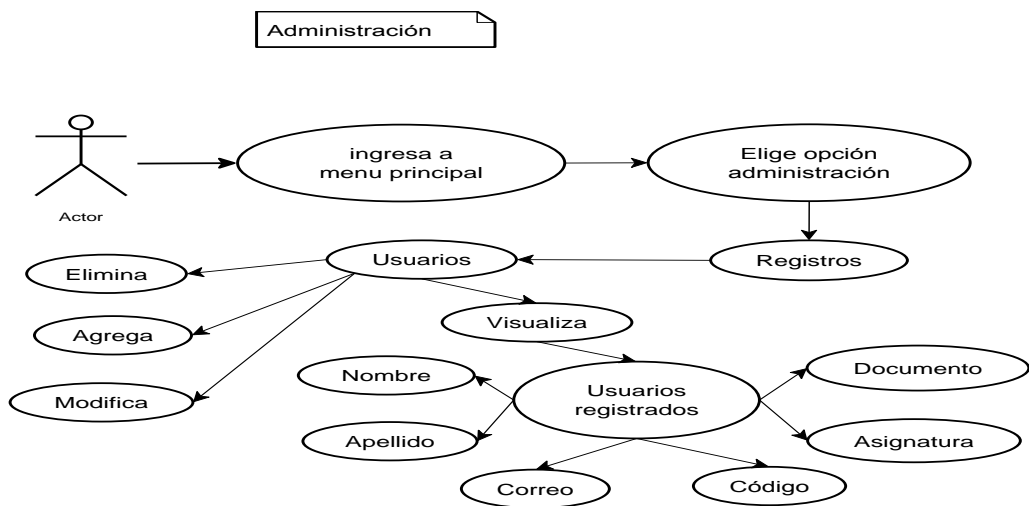 Administración
ingresa a
menu principal
Elige opción
administración
Actor
Usuarios
Registros
Elimina
Agrega
Visualiza
Modifica
Nombre
Usuarios
registrados
Documento
Apellido
Asignatura
Correo
Código